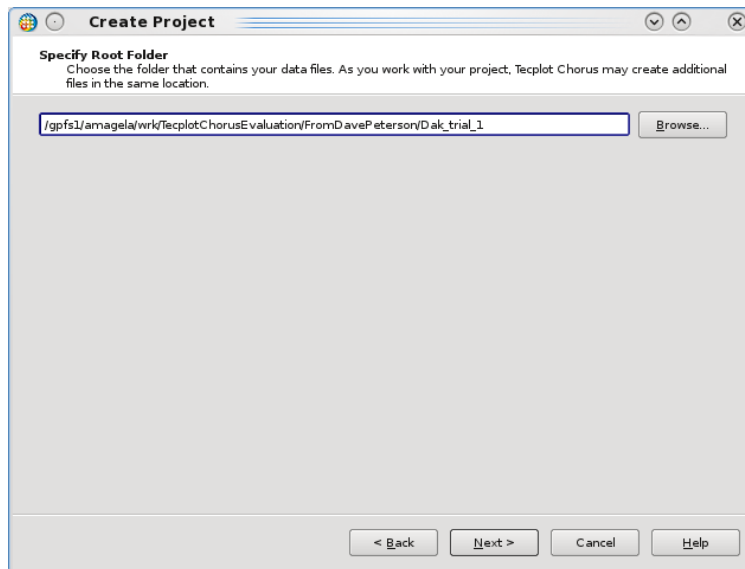 Create Project
Specify Root Folder
Choose the folder that contains your data files. As you work with your project, Tecplot Chorus may create additional
files in the same location.
/gpfs1/amagela/wrk/TecplotChorusEvaluation/FromDavePeterson/Dak_trial_1
Browse...
< Back
Next >
Cancel
Help